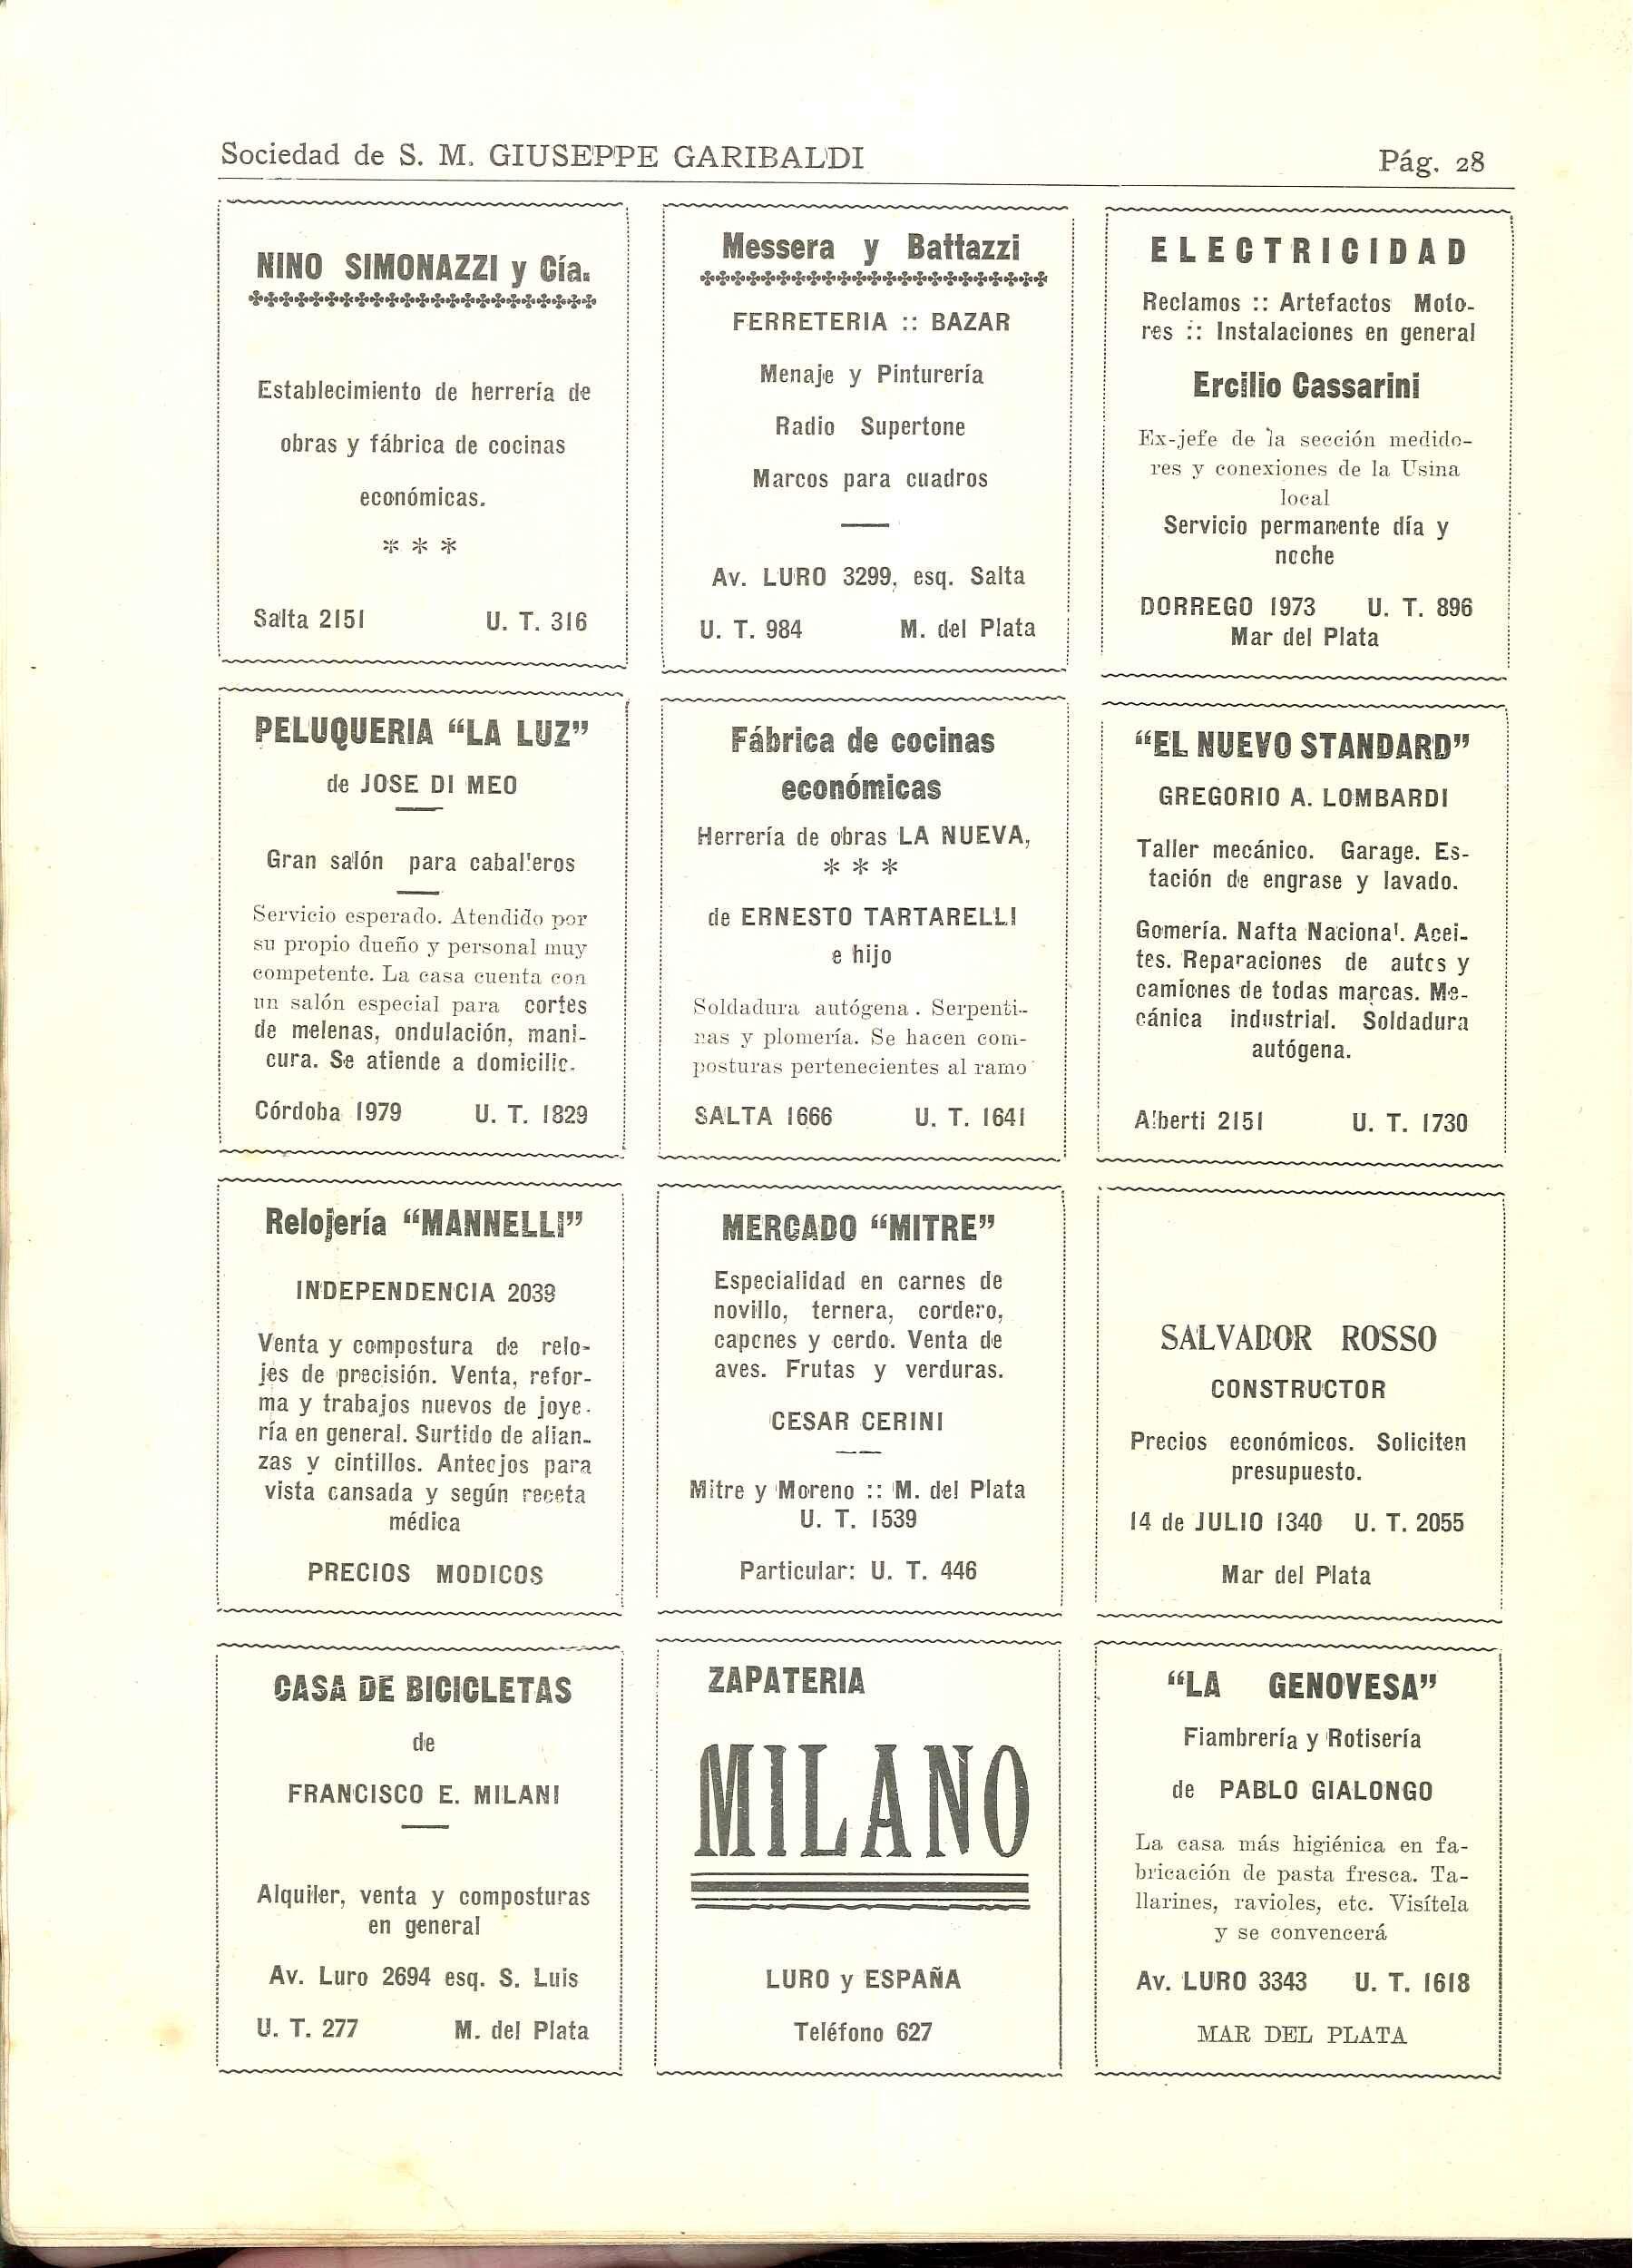 Sociedad de S. M. GIUSEPPE GARIBALDI
Pág. 28
NINO SIMONAZZI y Cía.
Establecimiento de herrería de
obras y fábrica de cocinas
económicas.
* * *
Salta 2151 U. T. 316
Messera y Battazzi
FERRETERIA :: BAZAR
Menaje y Pinturería
Radio Supertone
Marcos para cuadros
Av. LURO 3299, esq. Salta
U. T. 984 M. del Plata
ELECTRICIDAD
Reclamos :: Artefactos Moto-
res :: Instalaciones en general
Ercilio Cassarini
Ex-jefe de la sección medido-
res y conexiones de la Usina
local
Servicio permanente día y
noche
DORREGO 1973 U. T. 896
Mar del Plata
PELUQUERIA “LA LUZ”
de JOSE DI MEO
Gran salón para caballeros
Servicio esperado. Atendido por
su propio dueño y personal muy
competente. La casa cuenta con
un salón especial para cortes
de melenas, ondulación, mani-
cura. Se atiende a domicilio.
Córdoba 1979 U. T. 1829
Fábrica de cocinas
económicas
Herrería de obras LA NUEVA,
* * *
de ERNESTO TARTARELLI
e hijo
Soldadura autógena. Serpenti-
nas y plomería. Se hacen com-
posturas pertenecientes al ramo
SALTA 1666 U. T. 1641
“EL NUEVO STANDARD”
GREGORIO A. LOMBARDI
Taller mecánico. Garage. Es-
tación de engrase y lavado.
Gomería. Nafta Nacional. Acei-
tes. Reparaciones de autos y
camiones de todas marcas. Me-
cánica industrial. Soldadura
autógena.
Alberti 2151 U. T. 1730
Relojería “MANNELLI”
INDEPENDENCIA 2039
Venta y compostura de relo-
jes de precisión. Venta, refor-
ma y trabajos nuevos de joye-
ría en general. Surtido de alian-
zas y cintillos. Anteojos para
vista cansada y según receta
médica
PRECIOS MODICOS
MERCADO “MITRE”
Especialidad en carnes de
novillo, ternera, cordero,
capones y cerdo. Venta de
aves. Frutas y verduras.
CESAR CERINI
Mitre y Moreno :: M. del Plata
U. T. 1539
Particular: U. T. 446
SALVADOR ROSSO
CONSTRUCTOR
Precios económicos. Soliciten
presupuesto.
14 de JULIO 1340 U. T. 2055
Mar del Plata
CASA DE BICICLETAS
de
FRANCISCO E. MILANI
Alquiler, venta y composturas
en general
Av. Luro 2694 esq. S. Luis
U. T. 277 M. del Plata
ZAPATERIA
MILANO
LURO y ESPAÑA
Teléfono 627
“LA GENOVESA”
Fiambrería y Rotisería
de PABLO GIALONGO
La casa más higiénica en fa-
bricación de pasta fresca. Ta-
llarines, ravioles, etc. Visítela
y se convencerá
Av. LURO 3343 U. T. 1618
MAR DEL PLATA